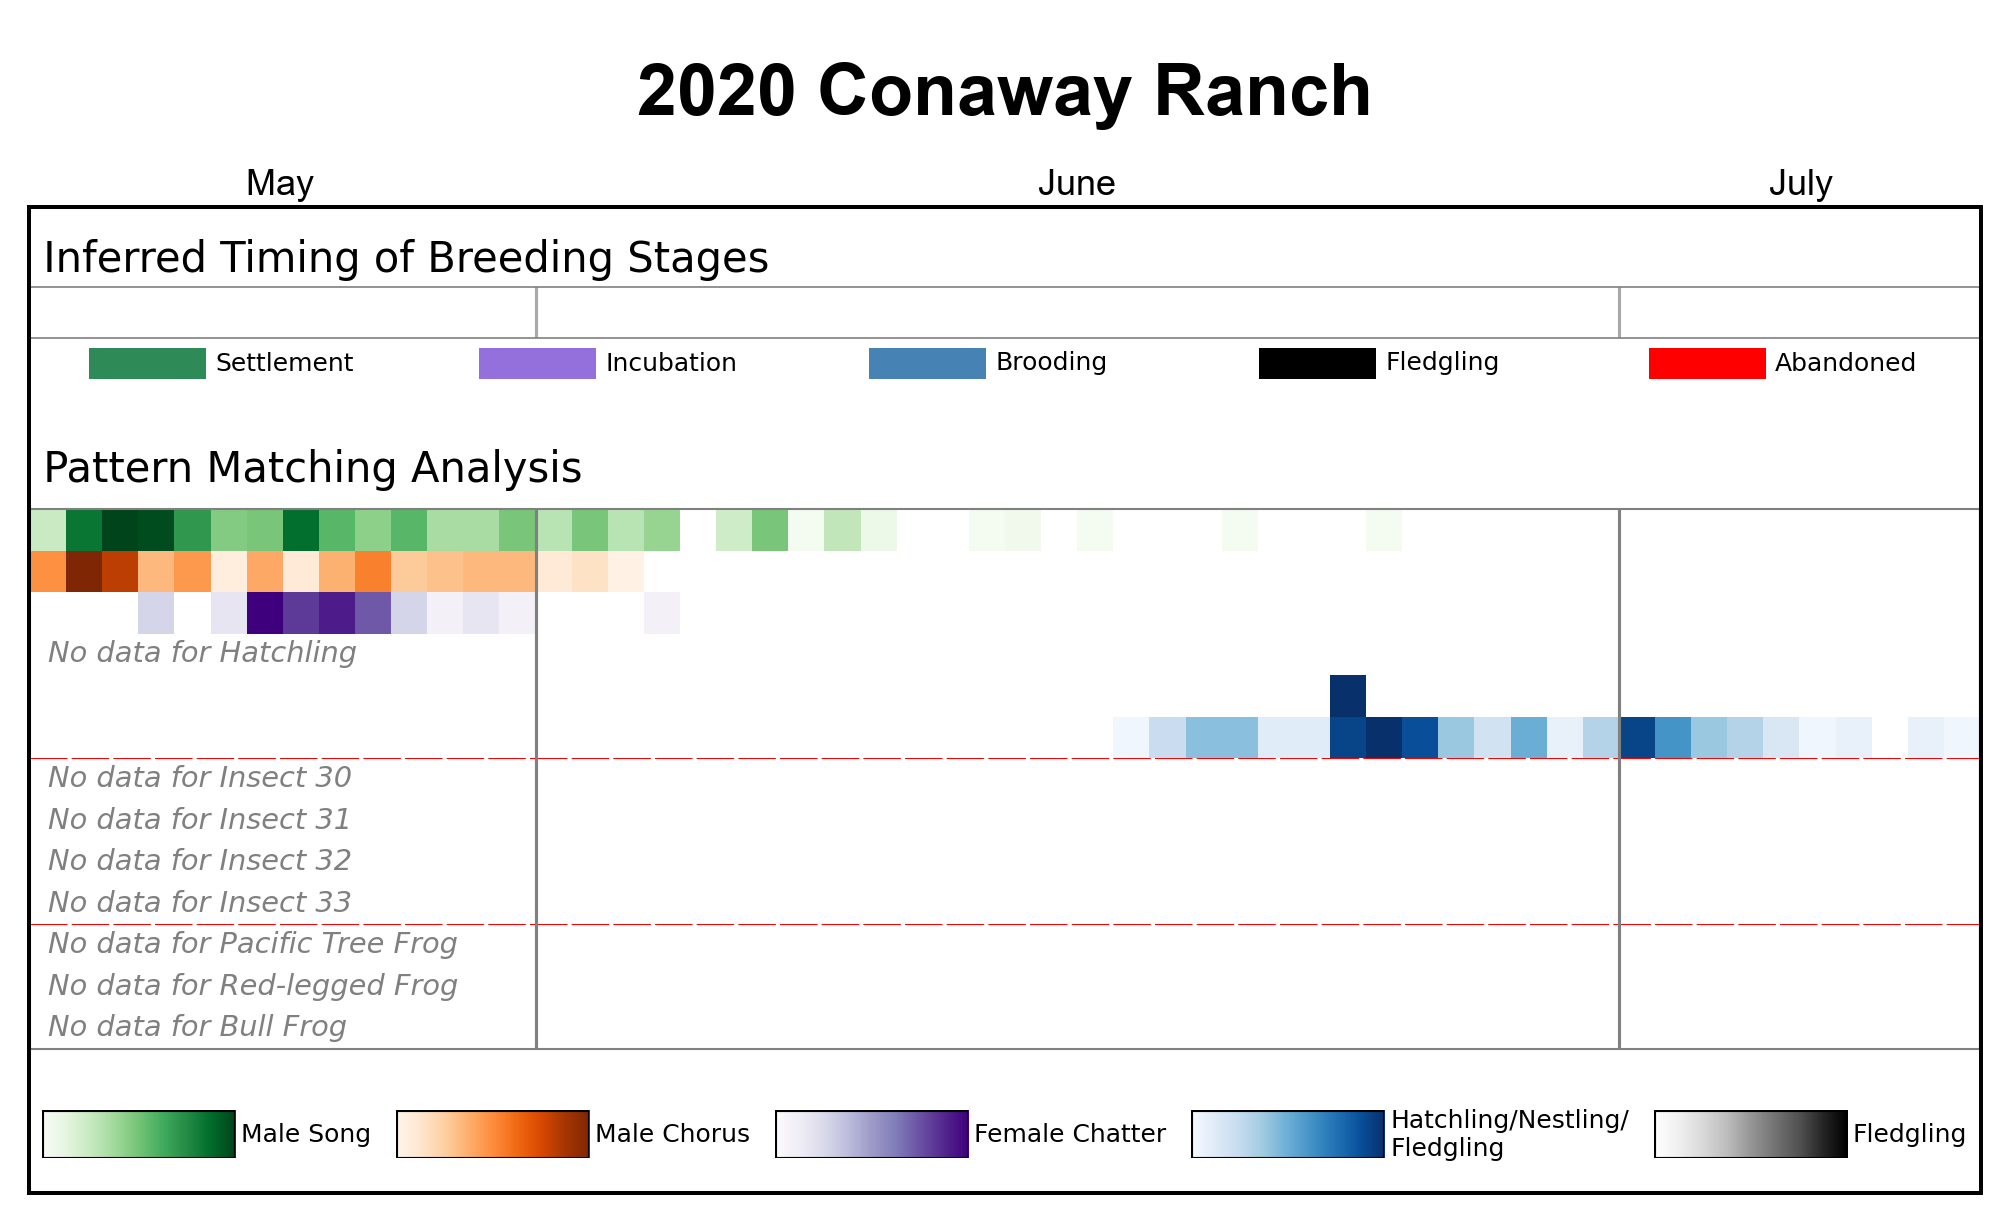 2020 Conaway Ranch
May June July
Inferred Timing of Breeding Stages
Settlement Incubation Brooding Fledgling Abandoned
Pattern Matching Analysis
No data for Hatchling
No data for Insect 30
No data for Insect 31
No data for Insect 32
No data for Insect 33
No data for Pacific Tree Frog
No data for Red-legged Frog
No data for Bull Frog
Male Song Male Chorus Female Chatter Hatchling/Nestling/
Fledgling Fledgling